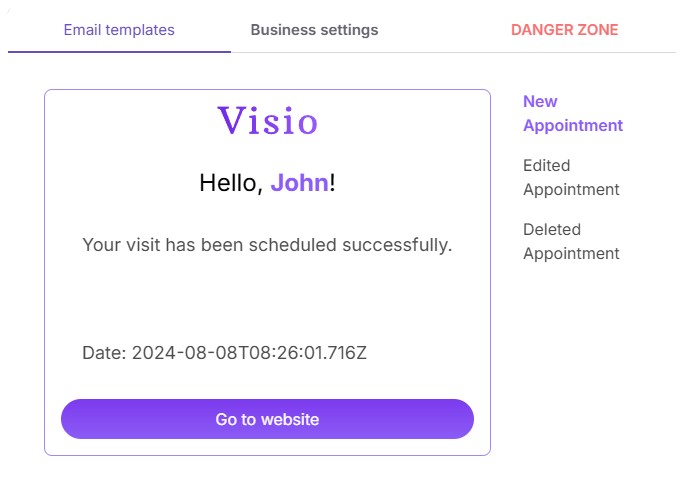 Email templates
Business settings
DANGER ZONE
Visio
Hello, John!
Your visit has been scheduled successfully.
Date: 2024-08-08T08:26:01.716Z
Go to website
New
Appointment
Edited
Appointment
Deleted
Appointment